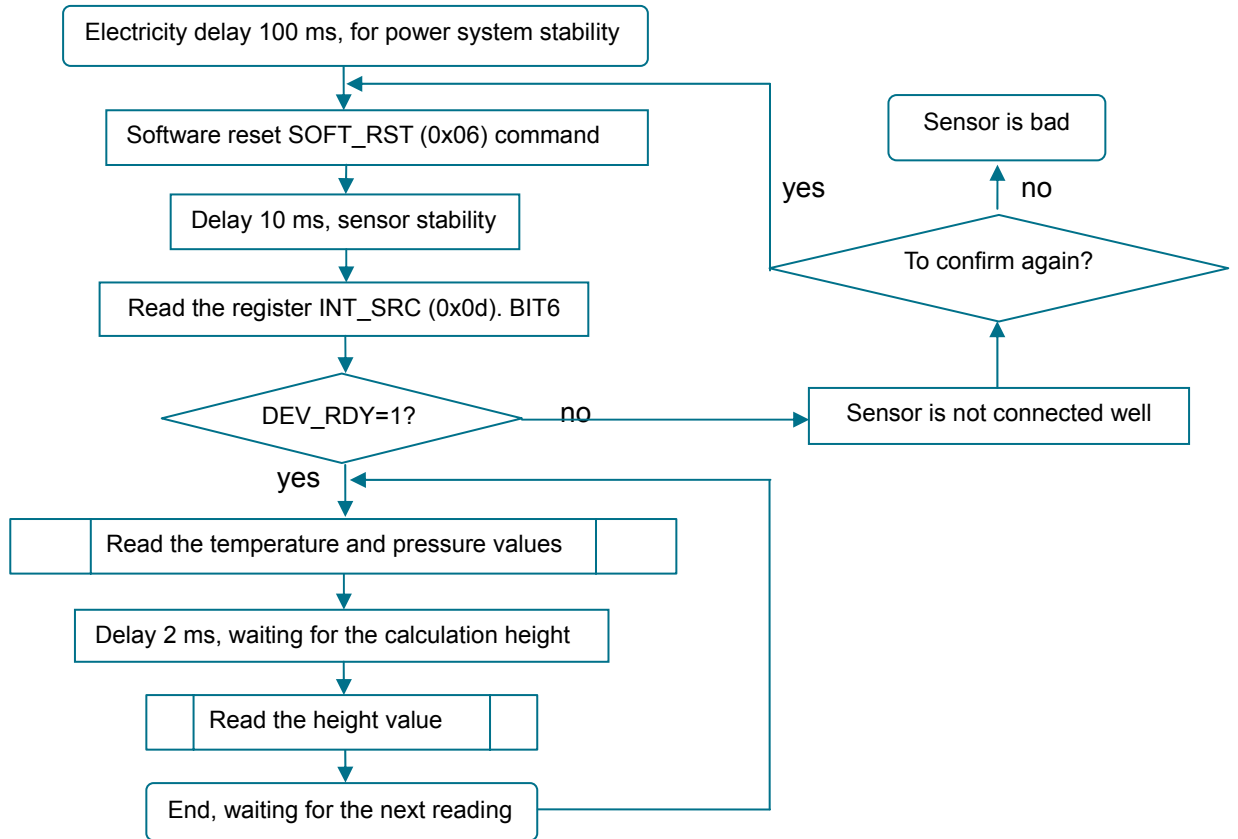 Electricity delay 100 ms, for power system stability
Software reset SOFT_RST (0x06) command
Sensor is bad
yes
no
Delay 10 ms, sensor stability
To confirm again?
Read the register INT_SRC (0x0d). BIT6
DEV_RDY=1?
no
Sensor is not connected well
yes
Read the temperature and pressure values
Delay 2 ms, waiting for the calculation height
Read the height value
End, waiting for the next reading